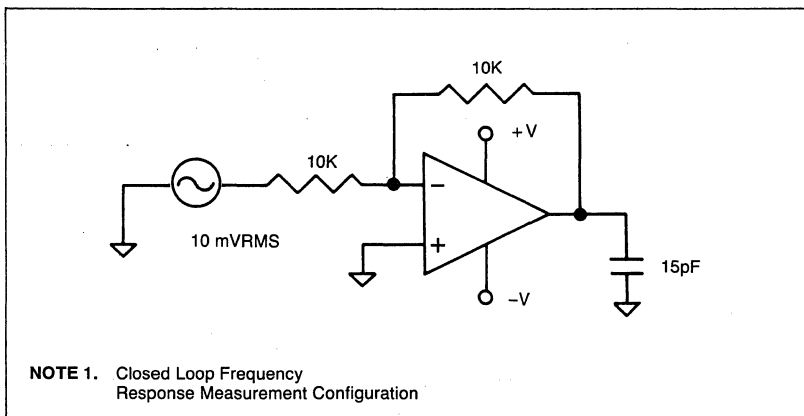 10K
+V
10K
−
10 mVRMS
+
15pF
−V
NOTE 1. Closed Loop Frequency
Response Measurement Configuration